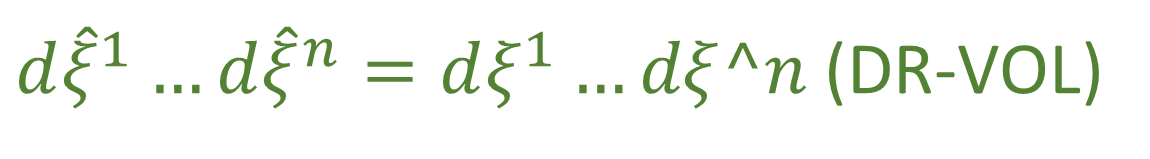 𝑑𝜉̂¹ … 𝑑𝜉̂ⁿ = 𝑑𝜉¹ … 𝑑𝜉^𝑛 (DR-VOL)